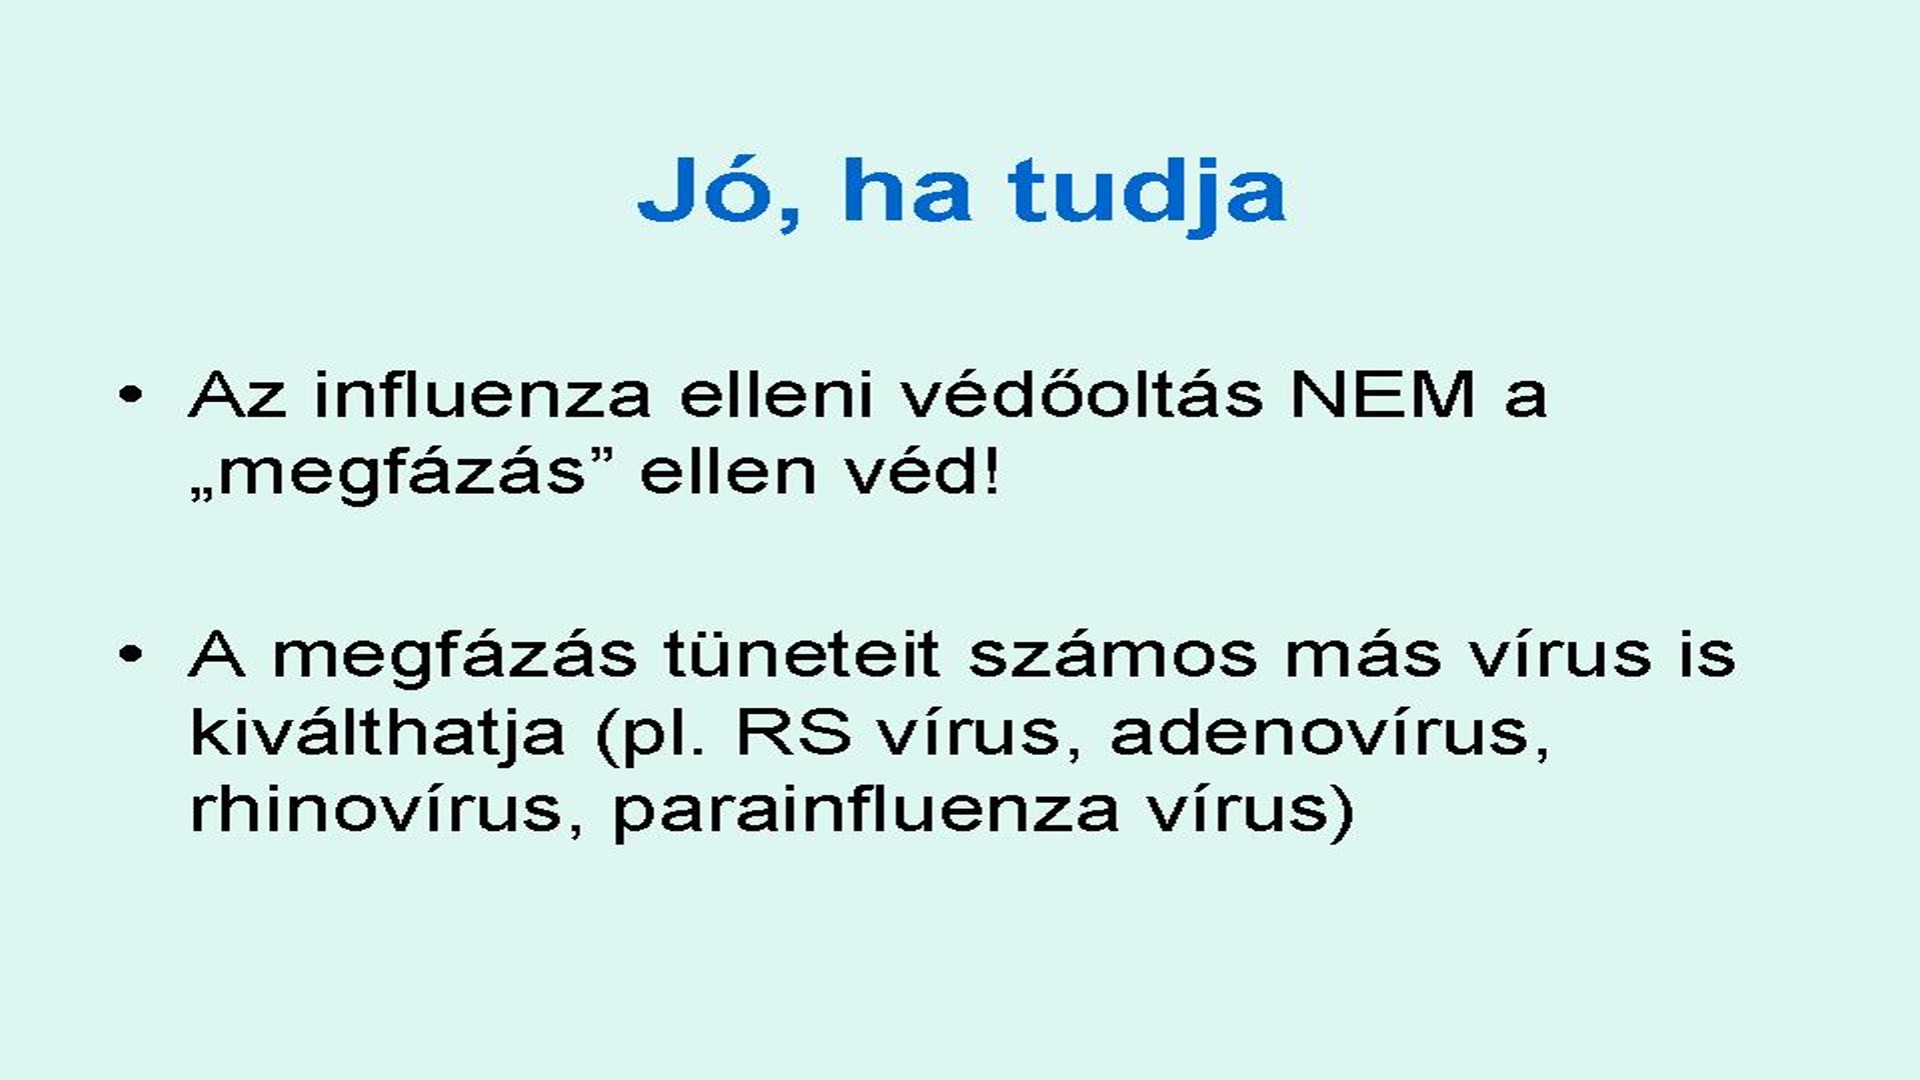 Jó, ha tudja
• Az influenza elleni védőoltás NEM a
„megfázás” ellen véd!
• A megfázás tüneteit számos más vírus is
kiválthatja (pl. RS vírus, adenovírus,
rhinovírus, parainfluenza vírus)